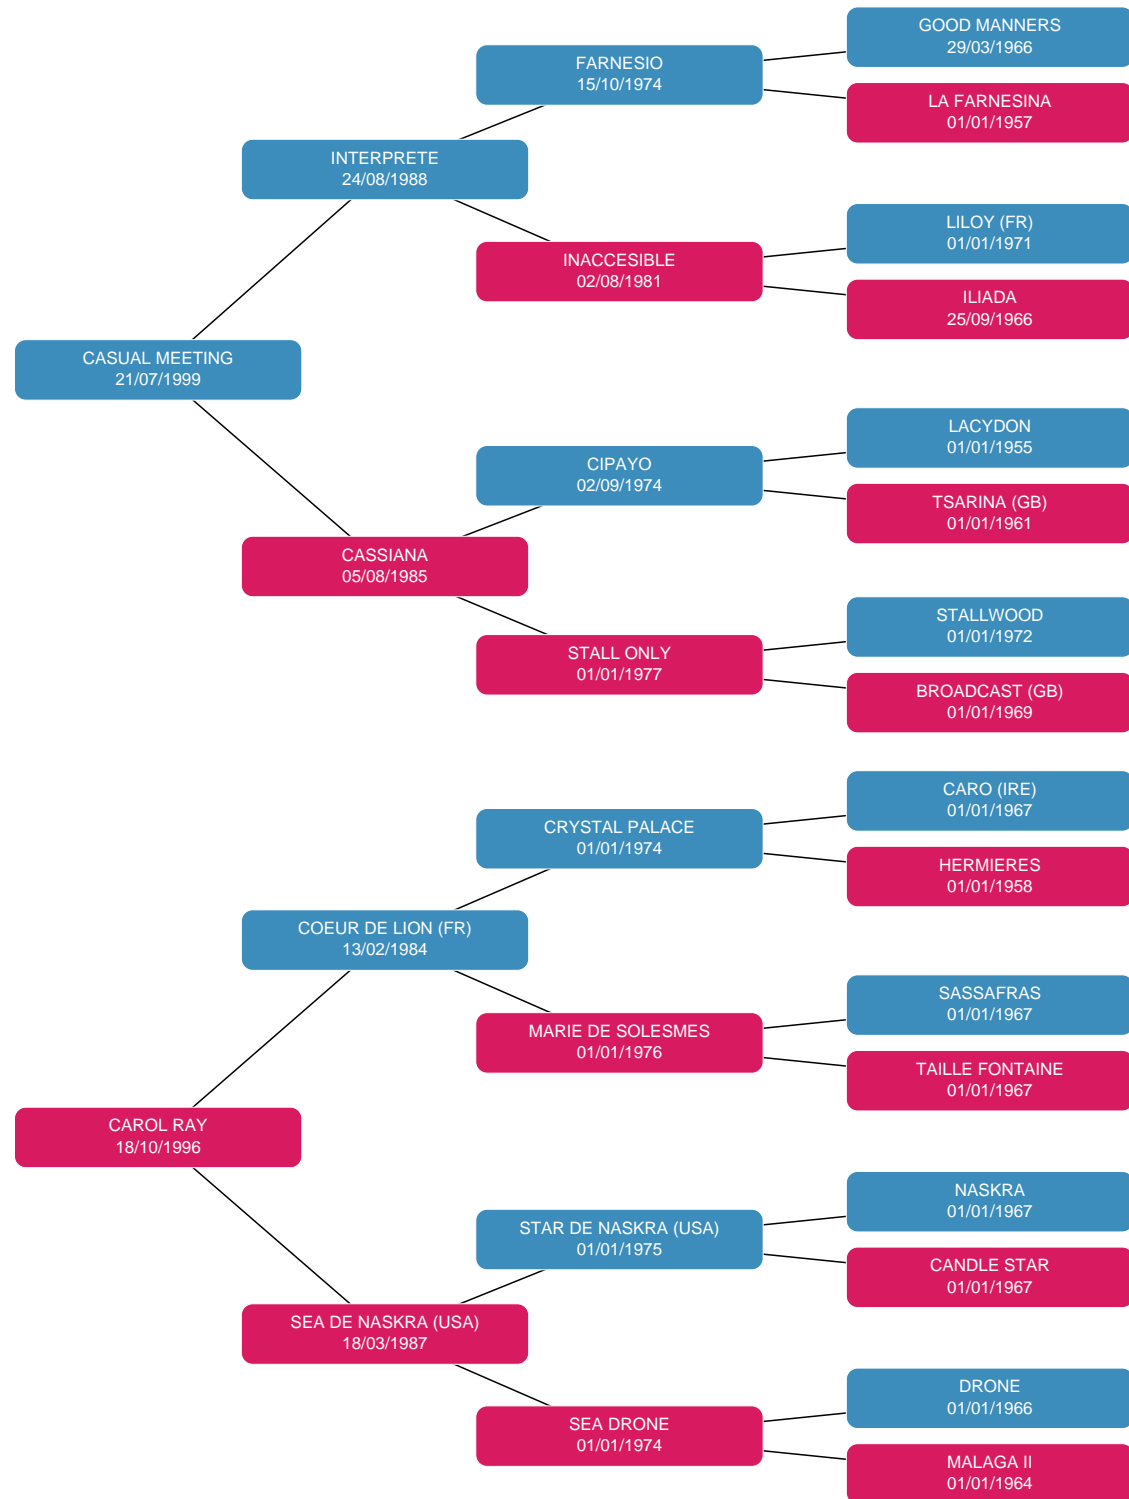 GOOD MANNERS
29/03/1966
FARNESIO
15/10/1974
LA FARNESINA
01/01/1957
INTERPRETE
24/08/1988
LILOY (FR)
01/01/1971
INACCESIBLE
02/08/1981
ILIADA
25/09/1966
CASUAL MEETING
21/07/1999
LACYDON
01/01/1955
CIPAYO
02/09/1974
TSARINA (GB)
01/01/1961
CASSIANA
05/08/1985
STALLWOOD
01/01/1972
STALL ONLY
01/01/1977
BROADCAST (GB)
01/01/1969
CARO (IRE)
01/01/1967
CRYSTAL PALACE
01/01/1974
HERMIERES
01/01/1958
COEUR DE LION (FR)
13/02/1984
SASSAFRAS
01/01/1967
MARIE DE SOLESMES
01/01/1976
TAILLE FONTAINE
01/01/1967
CAROL RAY
18/10/1996
NASKRA
01/01/1967
STAR DE NASKRA (USA)
01/01/1975
CANDLE STAR
01/01/1967
SEA DE NASKRA (USA)
18/03/1987
DRONE
01/01/1966
SEA DRONE
01/01/1974
MALAGA II
01/01/1964